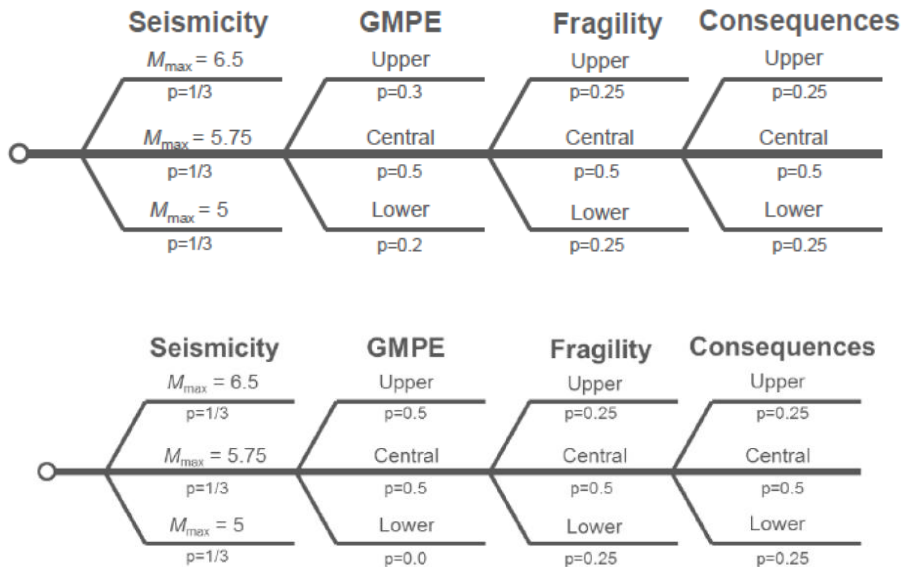 Seismicity GMPE Fragility Consequences
Mmax = 6.5 Upper Upper Upper
p=1/3 p=0.3 p=0.25 p=0.25
Mmax = 5.75 Central Central Central
p=1/3 p=0.5 p=0.5 p=0.5
Mmax = 5 Lower Lower Lower
p=1/3 p=0.2 p=0.25 p=0.25
Seismicity GMPE Fragility Consequences
Mmax = 6.5 Upper Upper Upper
p=1/3 p=0.5 p=0.25 p=0.25
Mmax = 5.75 Central Central Central
p=1/3 p=0.5 p=0.5 p=0.5
Mmax = 5 Lower Lower Lower
p=1/3 p=0.0 p=0.25 p=0.25